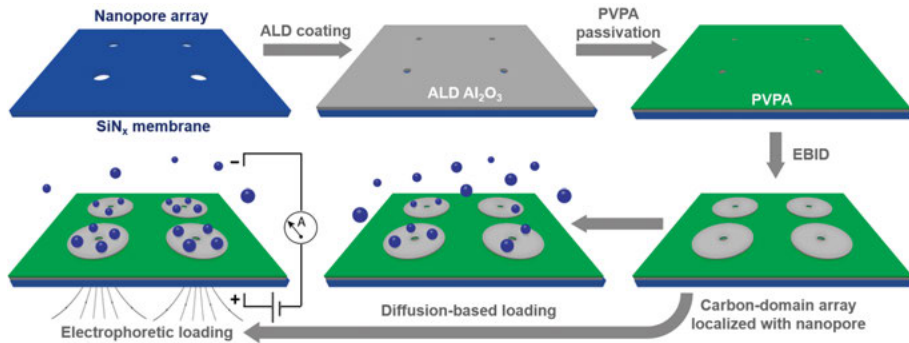 Nanopore array
ALD coating
PVPA
passivation
ALD Al₂O₃
PVPA
SiNₓ membrane
EBID
−
A
+
Diffusion-based loading
Electrophoretic loading
Carbon-domain array
localized with nanopore